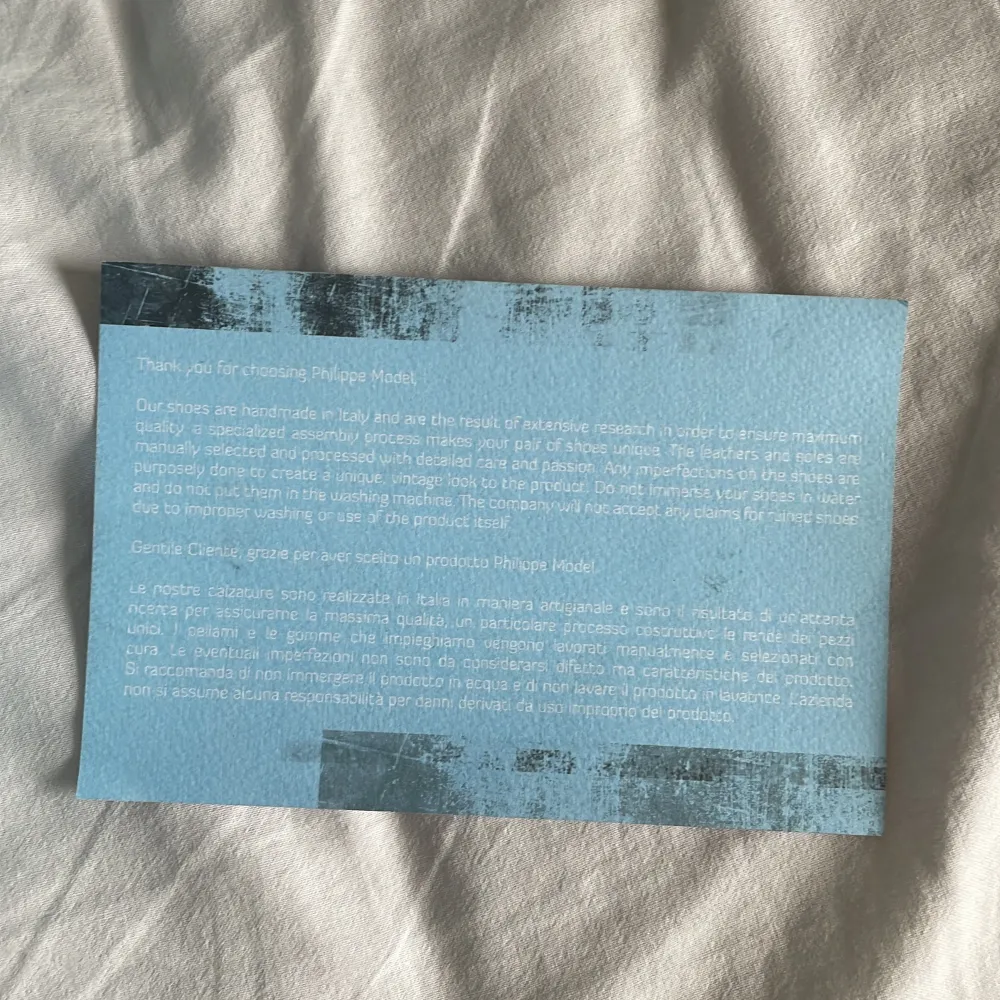 Thank you for choosing Philippe Model,
Our shoes are handmade in Italy and are the result of extensive research in order to ensure maximum
quality: a specialized assembly process makes your pair of shoes unique. The leathers and soles are
manually selected and processed with detailed care and passion. Any imperfections on the shoes are
purposely done to create a unique, vintage look to the product. Do not immerse your shoes in water
and do not put them in the washing machine. The company will not accept any claims for ruined shoes
due to improper washing or use of the product itself.
Gentile Cliente, grazie per aver scelto un prodotto Philippe Model.
Le nostre calzature sono realizzate in Italia in maniera artigianale e sono il risultato di un'attenta
ricerca per assicurarne la massima qualità, un particolare processo costruttivo le rende dei pezzi
unici. I pellami e le gomme che impieghiamo vengono lavorati manualmente e selezionati con
cura. Le eventuali imperfezioni non sono da considerarsi difetto ma caratteristiche del prodotto.
Si raccomanda di non immergere il prodotto in acqua e di non lavare il prodotto in lavatrice. L'azienda
non si assume alcuna responsabilità per danni derivati da uso improprio del prodotto.